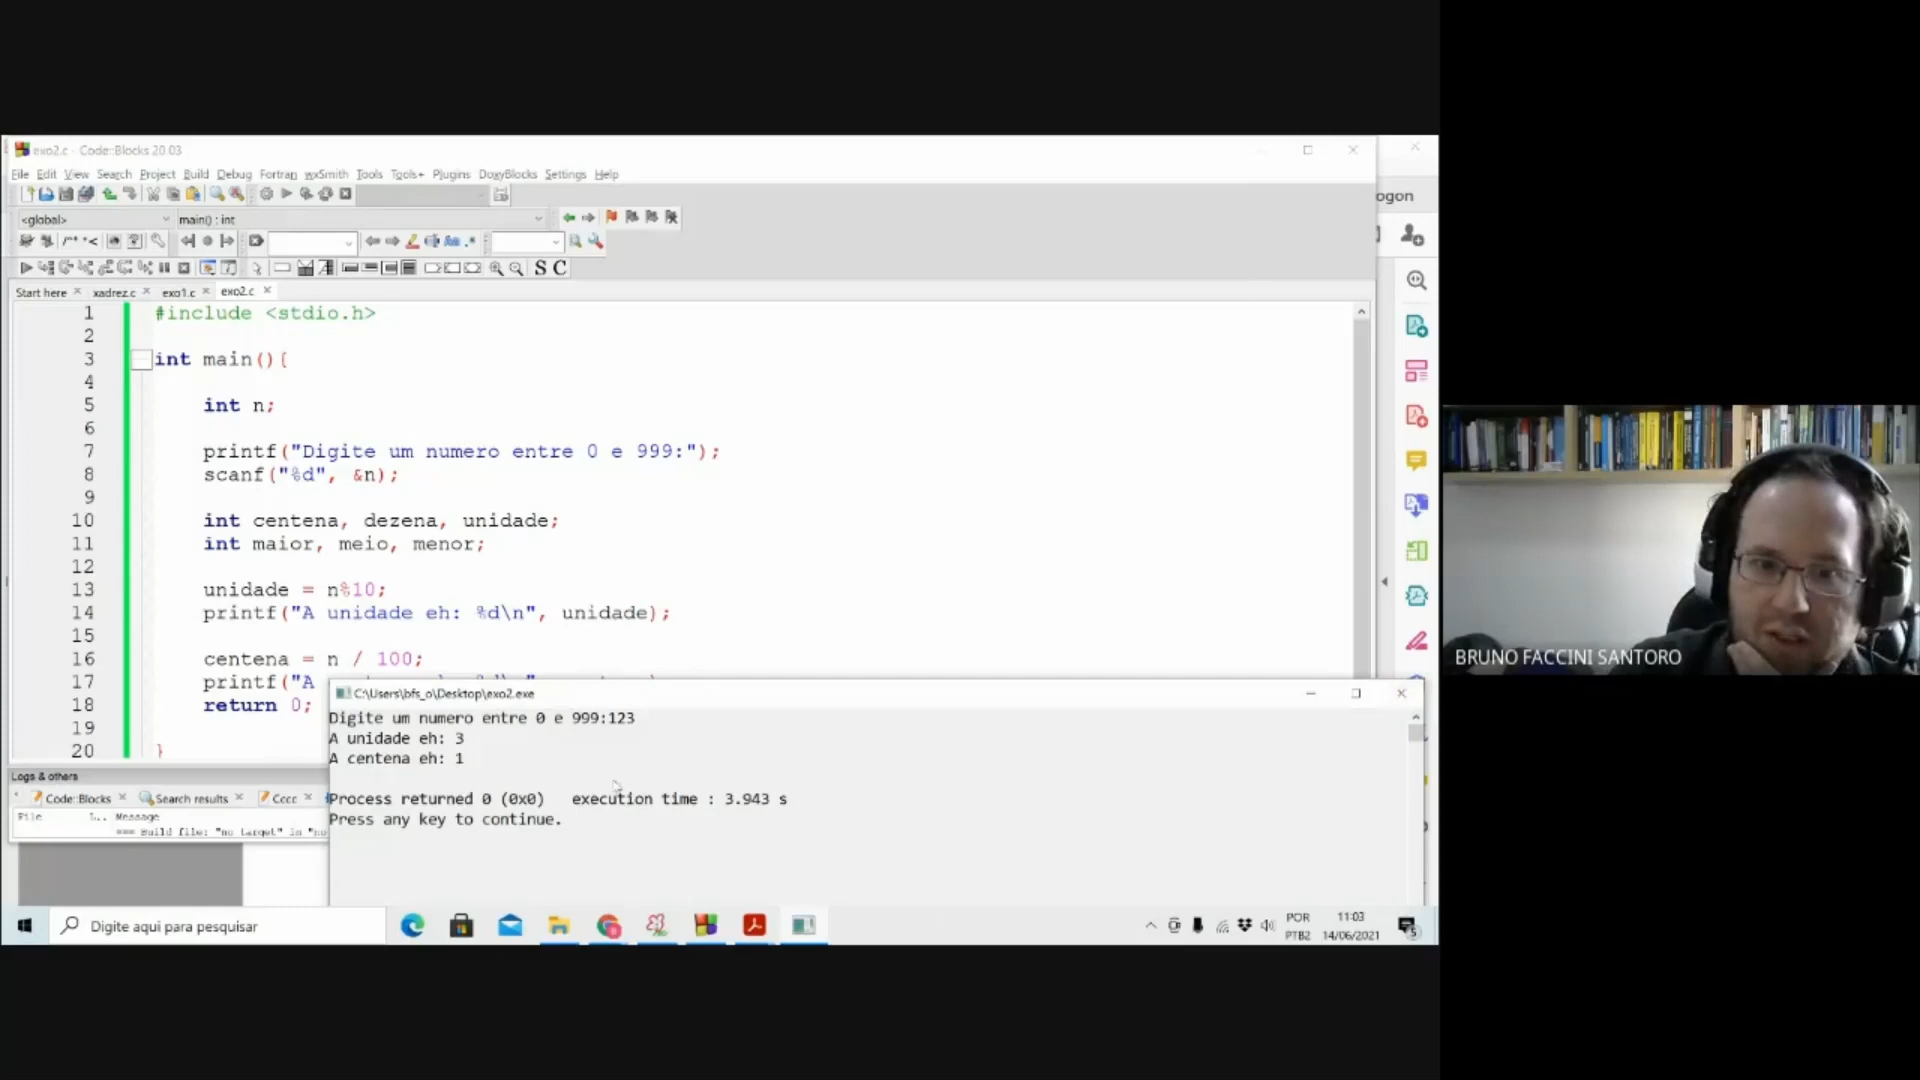 exo2.c - Code::Blocks 20.03
File Edit View Search Project Build Debug Fortran wxSmith Tools Tools+ Plugins DoxyBlocks Settings Help
<global> main() : int
S C
Start here xadrez.c exo1.c exo2.c
1 #include <stdio.h>
2
3 int main(){
4
5 int n;
6
7 printf("Digite um numero entre 0 e 999:");
8 scanf("%d", &n);
9
10 int centena, dezena, unidade;
11 int maior, meio, menor;
12
13 unidade = n%10;
14 printf("A unidade eh: %d\n", unidade);
15
16 centena = n / 100;
17 printf("A
18 return 0;
19
20 }
ogon
C:\Users\bfs_o\Desktop\exo2.exe
Digite um numero entre 0 e 999:123
A unidade eh: 3
A centena eh: 1
Process returned 0 (0x0) execution time : 3.943 s
Press any key to continue.
Logs & others
Code::Blocks Search results Cccc
File L... Message
=== Build file: "no target" in "no
Digite aqui para pesquisar
POR
PTB2
11:03
14/06/2021
5
BRUNO FACCINI SANTORO